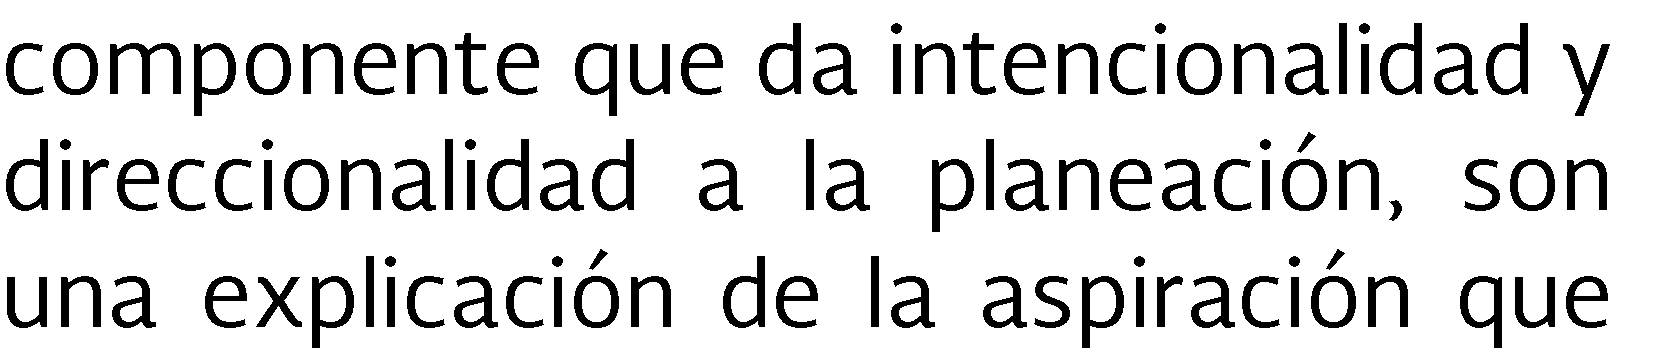 componente que da intencionalidad y
direccionalidad a la planeación, son
una explicación de la aspiración que